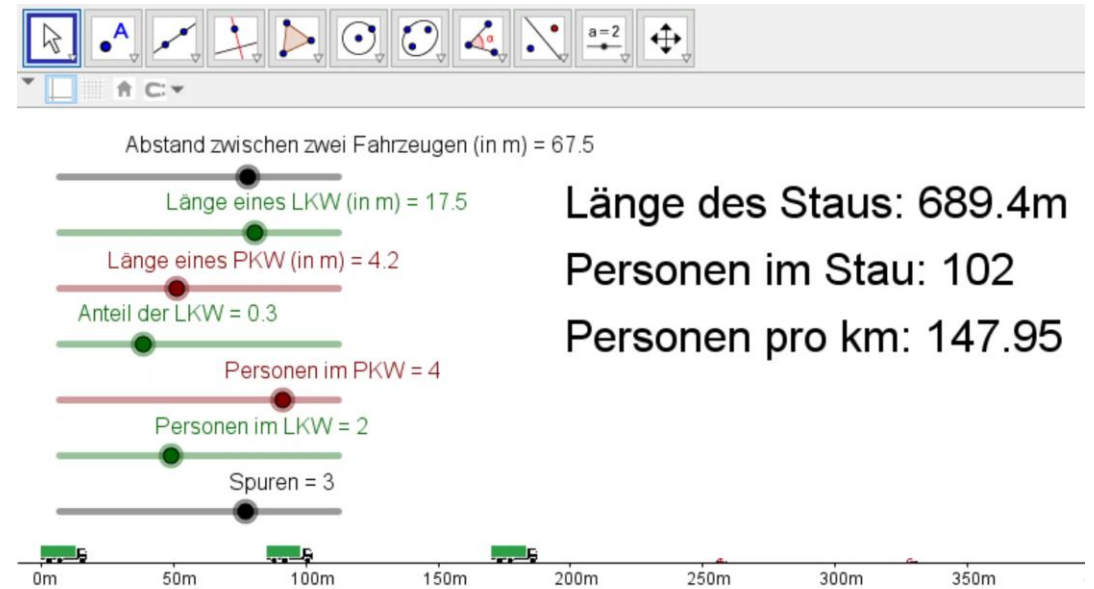 A
α
a=2
Abstand zwischen zwei Fahrzeugen (in m) = 67.5
Länge eines LKW (in m) = 17.5
Länge eines PKW (in m) = 4.2
Anteil der LKW = 0.3
Personen im PKW = 4
Personen im LKW = 2
Spuren = 3
Länge des Staus: 689.4m
Personen im Stau: 102
Personen pro km: 147.95
0m 50m 100m 150m 200m 250m 300m 350m